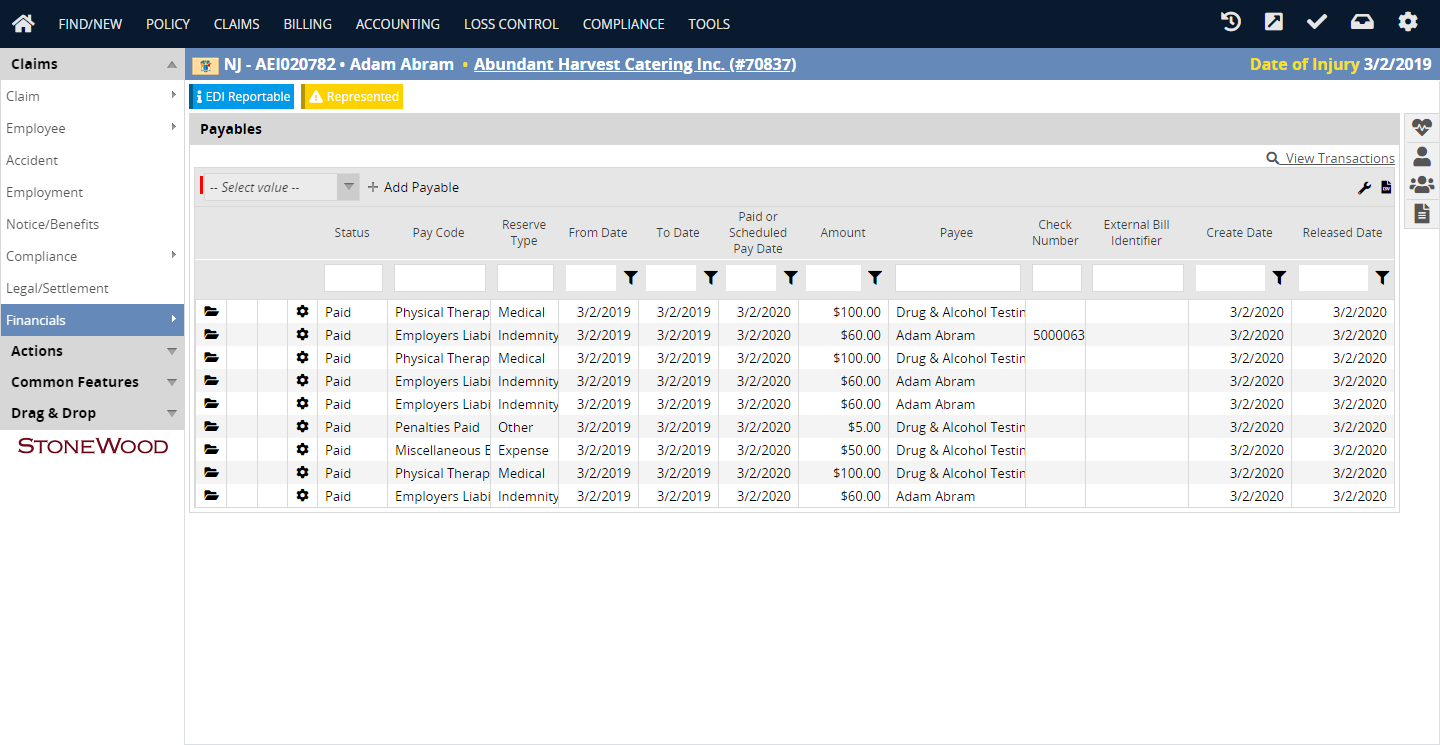 FIND/NEW POLICY CLAIMS BILLING ACCOUNTING LOSS CONTROL COMPLIANCE TOOLS
Claims
NJ - AEI020782 • Adam Abram • Abundant Harvest Catering Inc. (#70837) Date of Injury 3/2/2019
Claim
Employee
Accident
Employment
Notice/Benefits
Compliance
Legal/Settlement
Financials
Actions
Common Features
Drag & Drop
STONEWOOD
EDI Reportable Represented
Payables
View Transactions
-- Select value -- Add Payable
Status Pay Code Reserve Type From Date To Date Paid or Scheduled Pay Date Amount Payee Check Number External Bill Identifier Create Date Released Date
Paid Physical Therap Medical 3/2/2019 3/2/2019 3/2/2020 $100.00 Drug & Alcohol Testin 3/2/2020 3/2/2020
Paid Employers Liabi Indemnity 3/2/2019 3/2/2019 3/2/2020 $60.00 Adam Abram 5000063 3/2/2020 3/2/2020
Paid Physical Therap Medical 3/2/2019 3/2/2019 3/2/2020 $100.00 Drug & Alcohol Testin 3/2/2020 3/2/2020
Paid Employers Liabi Indemnity 3/2/2019 3/2/2019 3/2/2020 $60.00 Adam Abram 3/2/2020 3/2/2020
Paid Employers Liabi Indemnity 3/2/2019 3/2/2019 3/2/2020 $60.00 Adam Abram 3/2/2020 3/2/2020
Paid Penalties Paid Other 3/2/2019 3/2/2019 3/2/2020 $5.00 Drug & Alcohol Testin 3/2/2020 3/2/2020
Paid Miscellaneous E Expense 3/2/2019 3/2/2019 3/2/2020 $50.00 Drug & Alcohol Testin 3/2/2020 3/2/2020
Paid Physical Therap Medical 3/2/2019 3/2/2019 3/2/2020 $100.00 Drug & Alcohol Testin 3/2/2020 3/2/2020
Paid Employers Liabi Indemnity 3/2/2019 3/2/2019 3/2/2020 $60.00 Adam Abram 3/2/2020 3/2/2020